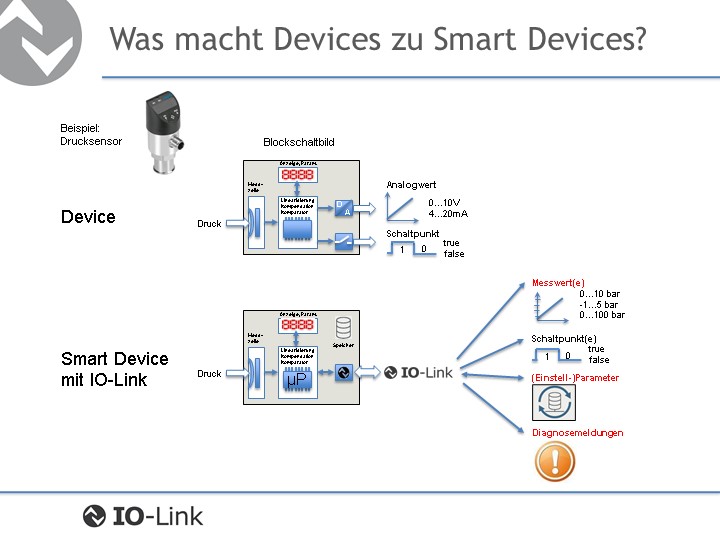 Was macht Devices zu Smart Devices?
Beispiel:
Drucksensor
Blockschaltbild
Anzeige, Param.
8888
Mess-
zelle
Linearisierung
Kompensation
Komparator
D
A
Analogwert
0...10V
4...20mA
Device
Druck
Schaltpunkt
true
1 0
false
Messwert(e)
0...10 bar
-1...5 bar
0...100 bar
Anzeige, Param.
8888
Mess-
zelle
Speicher
Linearisierung
Kompensation
Komparator
µP
Smart Device
mit IO-Link
Druck
IO-Link
Schaltpunkt(e)
true
1 0
false
(Einstell-)Parameter
Diagnosemeldungen
IO-Link